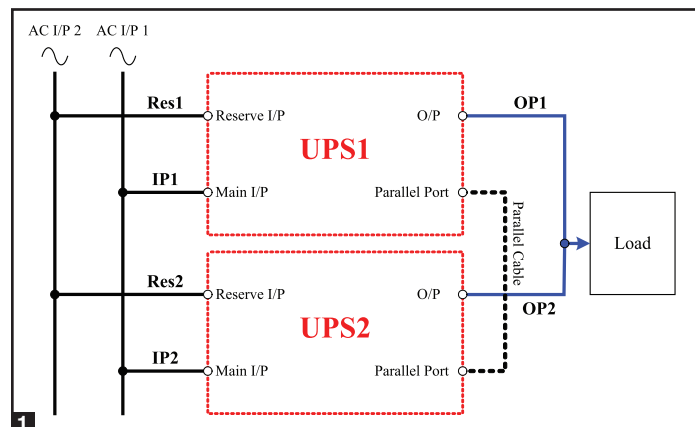 AC I/P 2
AC I/P 1
Res1
Reserve I/P
O/P
OP1
UPS1
IP1
Main I/P
Parallel Port
Parallel Cable
Load
Res2
Reserve I/P
O/P
OP2
UPS2
IP2
Main I/P
Parallel Port
1